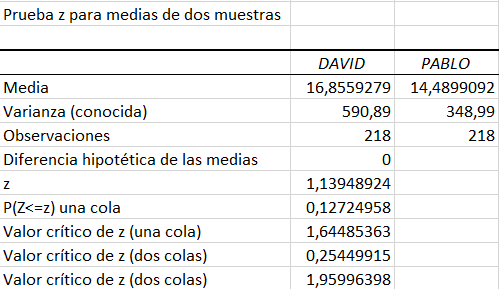 Prueba z para medias de dos muestras
DAVID PABLO
Media 16,8559279 14,4899092
Varianza (conocida) 590,89 348,99
Observaciones 218 218
Diferencia hipotética de las medias 0
z 1,13948924
P(Z<=z) una cola 0,12724958
Valor crítico de z (una cola) 1,64485363
Valor crítico de z (dos colas) 0,25449915
Valor crítico de z (dos colas) 1,95996398